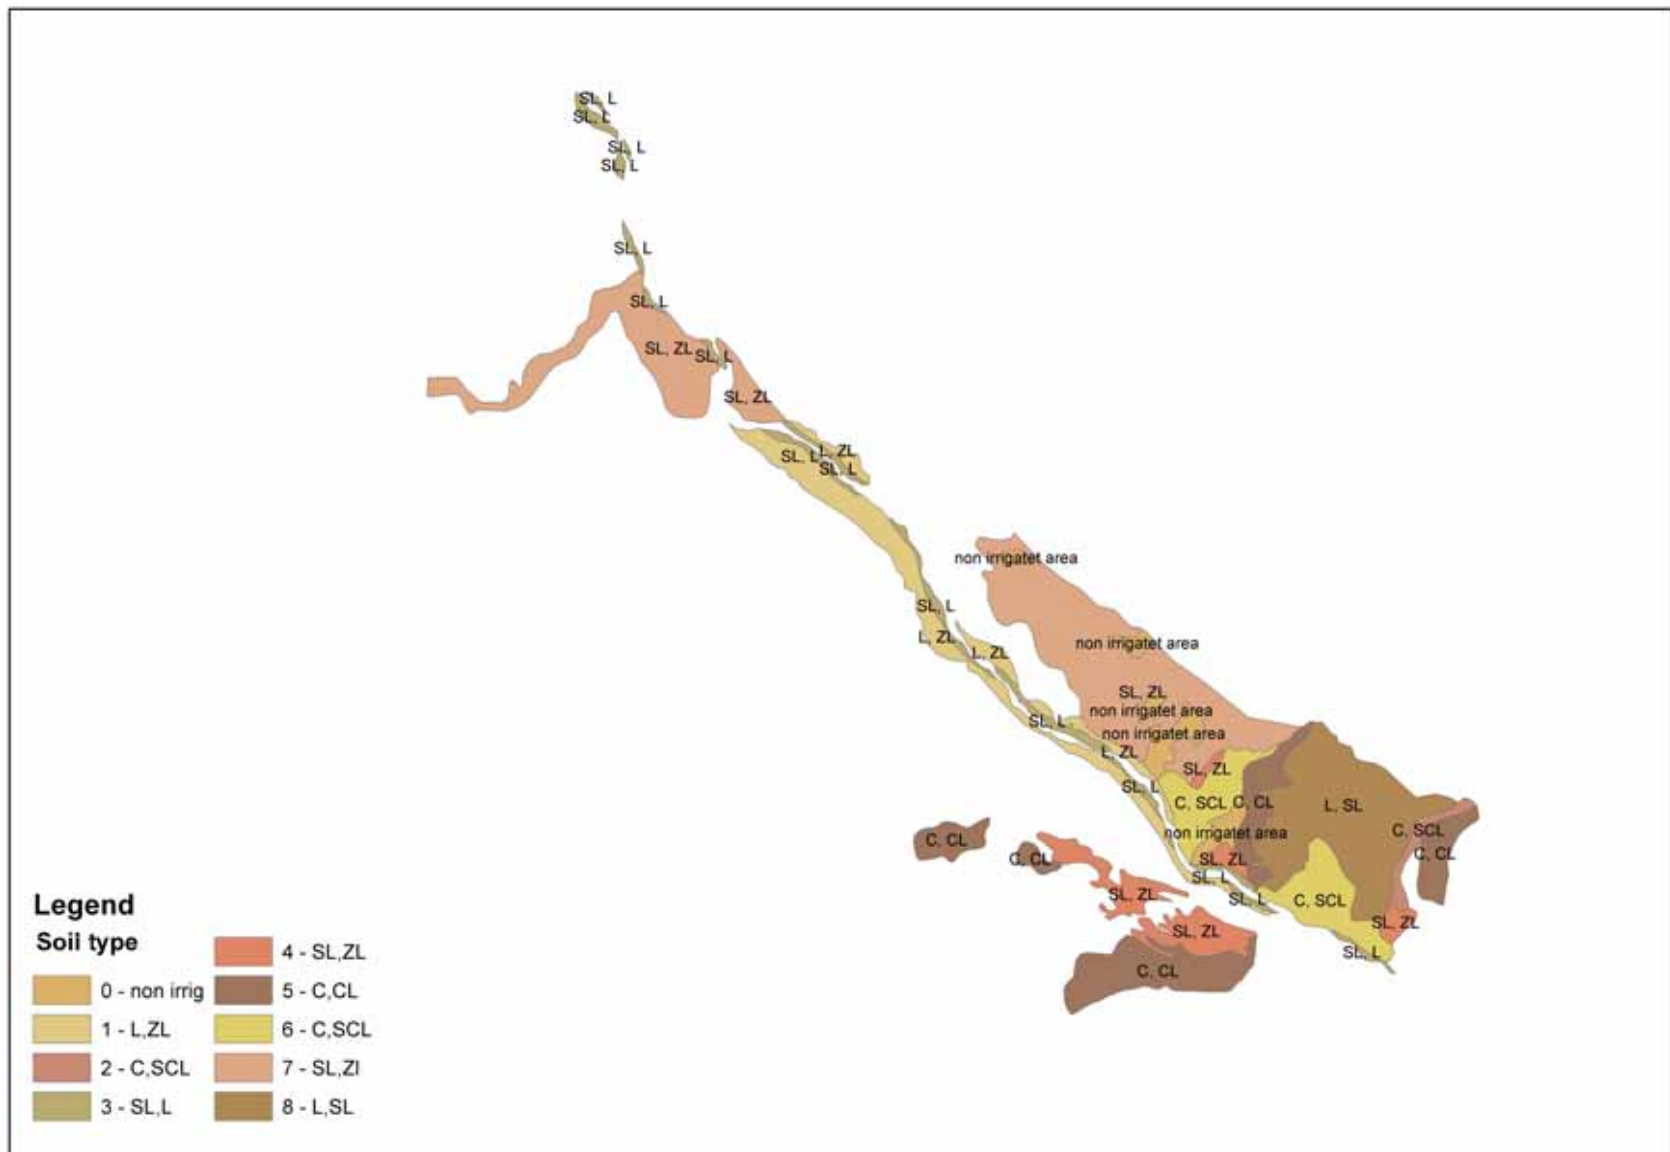 SL, L
SL, L
SL, L
SL, L
SL, L
SL, L
SL, ZL
SL, L
SL, ZL
L, ZL
SL, L
SL, L
non irrigatet area
SL, L
L, ZL
L, ZL
non irrigatet area
SL, ZL
non irrigatet area
SL, L
non irrigatet area
L, ZL
SL, ZL
SL, L
C, SCL
C, CL
L, SL
non irrigatet area
C, SCL
C, CL
C, CL
C, CL
SL, ZL
SL, L
SL, ZL
SL, L
C, SCL
SL, ZL
SL, ZL
SL, L
C, CL
Legend
Soil type
0 - non irrig
1 - L,ZL
2 - C,SCL
3 - SL,L
4 - SL,ZL
5 - C,CL
6 - C,SCL
7 - SL,Zl
8 - L,SL